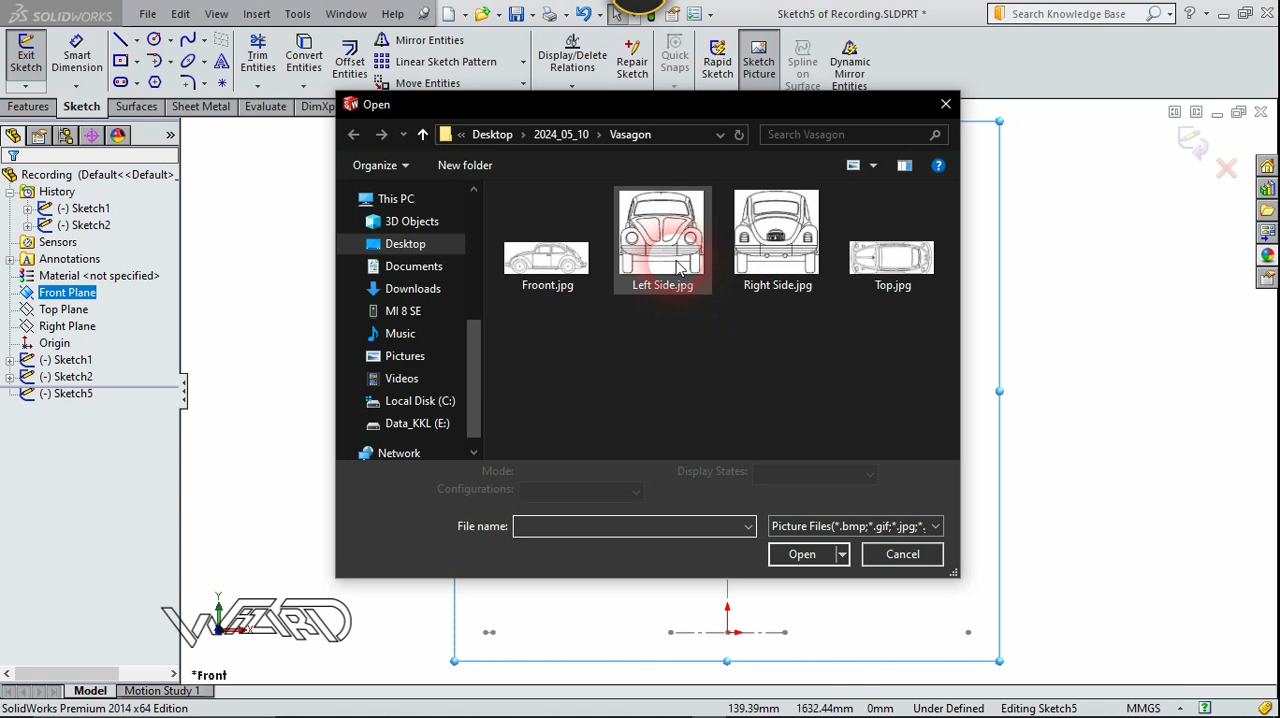 SOLIDWORKS File Edit View Insert Tools Window Help Sketch5 of Recording.SLDPRT * Search Knowledge Base
Exit Sketch
Smart Dimension
Trim Entities
Convert Entities
Offset Entities
Mirror Entities
Linear Sketch Pattern
Move Entities
Display/Delete Relations
Repair Sketch
Quick Snaps
Rapid Sketch
Sketch Picture
Spline on Surface
Dynamic Mirror Entities
Features Sketch Surfaces Sheet Metal Evaluate DimXp
Recording (Default<<Default>_
History
(-) Sketch1
(-) Sketch2
Sensors
Annotations
Material <not specified>
Front Plane
Top Plane
Right Plane
Origin
(-) Sketch1
(-) Sketch2
(-) Sketch5
Open
« Desktop > 2024_05_10 > Vasagon
Search Vasagon
Organize New folder
This PC
3D Objects
Desktop
Documents
Downloads
MI 8 SE
Music
Pictures
Videos
Local Disk (C:)
Data_KKL (E:)
Network
Froont.jpg Left Side.jpg Right Side.jpg Top.jpg
Mode: Display States:
Configurations:
File name: Picture Files(*.bmp;*.gif;*.jpg;*.
Open Cancel
Y
X
WIZARD
*Front
Model Motion Study 1
SolidWorks Premium 2014 x64 Edition 139.39mm 1632.44mm 0mm Under Defined Editing Sketch5 MMGS